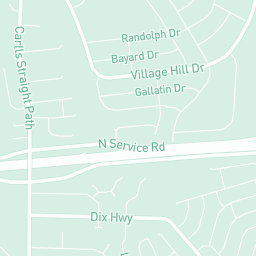 Randolph Dr
Carlls Straight Path
Bayard Dr
Village Hill Dr
Gallatin Dr
N Service Rd
Dix Hwy